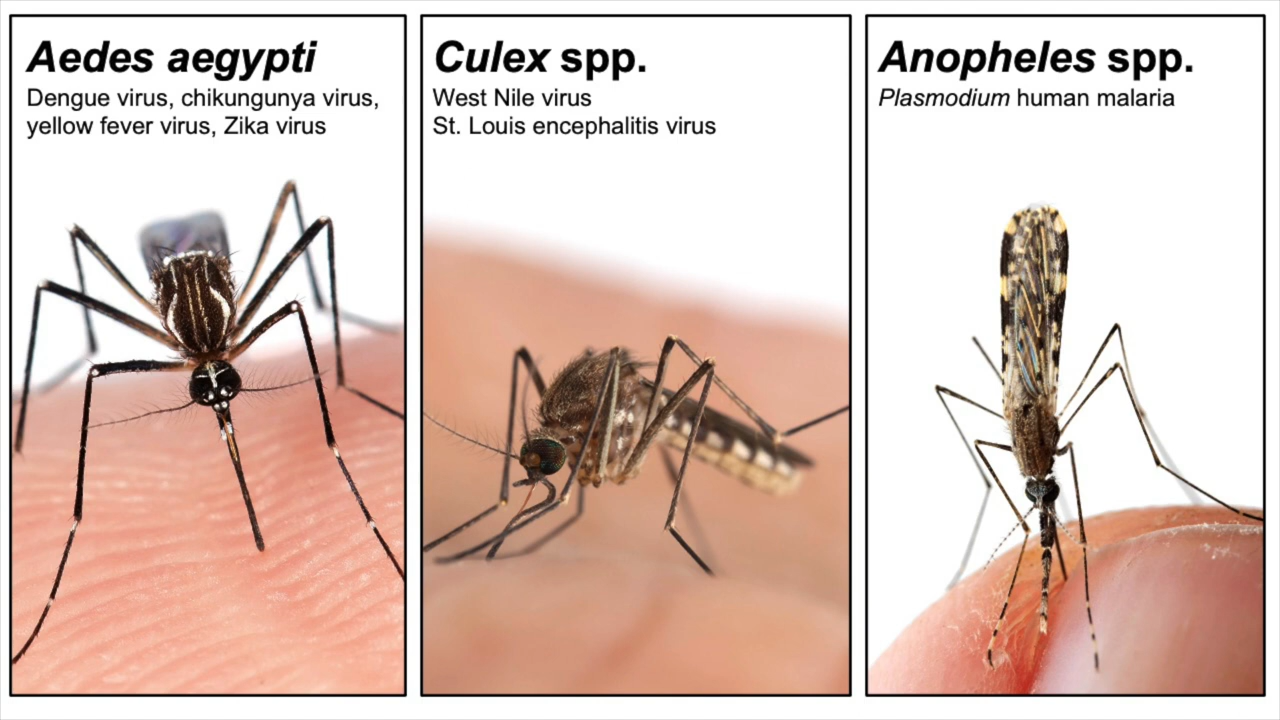 Aedes aegypti
Dengue virus, chikungunya virus,
yellow fever virus, Zika virus
Culex spp.
West Nile virus
St. Louis encephalitis virus
Anopheles spp.
Plasmodium human malaria